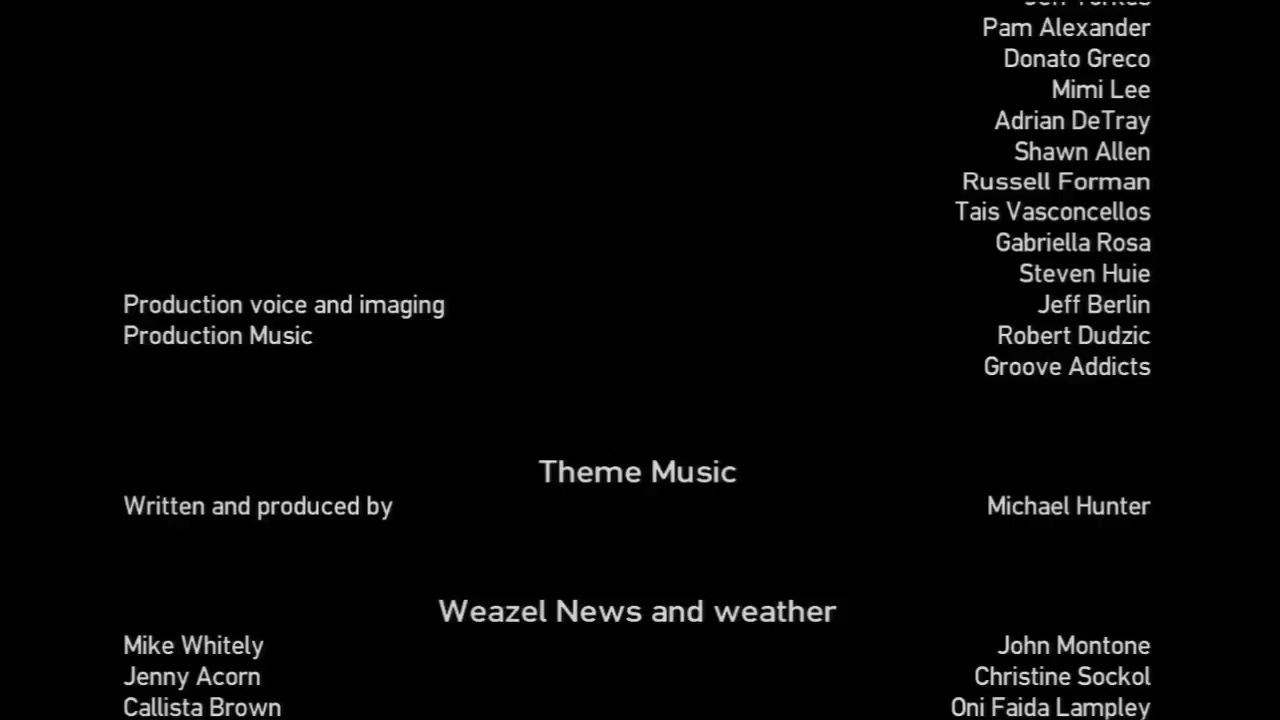 Pam Alexander
Donato Greco
Mimi Lee
Adrian DeTray
Shawn Allen
Russell Forman
Tais Vasconcellos
Gabriella Rosa
Steven Huie
Production voice and imaging Jeff Berlin
Production Music Robert Dudzic
Groove Addicts
Theme Music
Written and produced by Michael Hunter
Weazel News and weather
Mike Whitely John Montone
Jenny Acorn Christine Sockol
Callista Brown Oni Faida Lampley